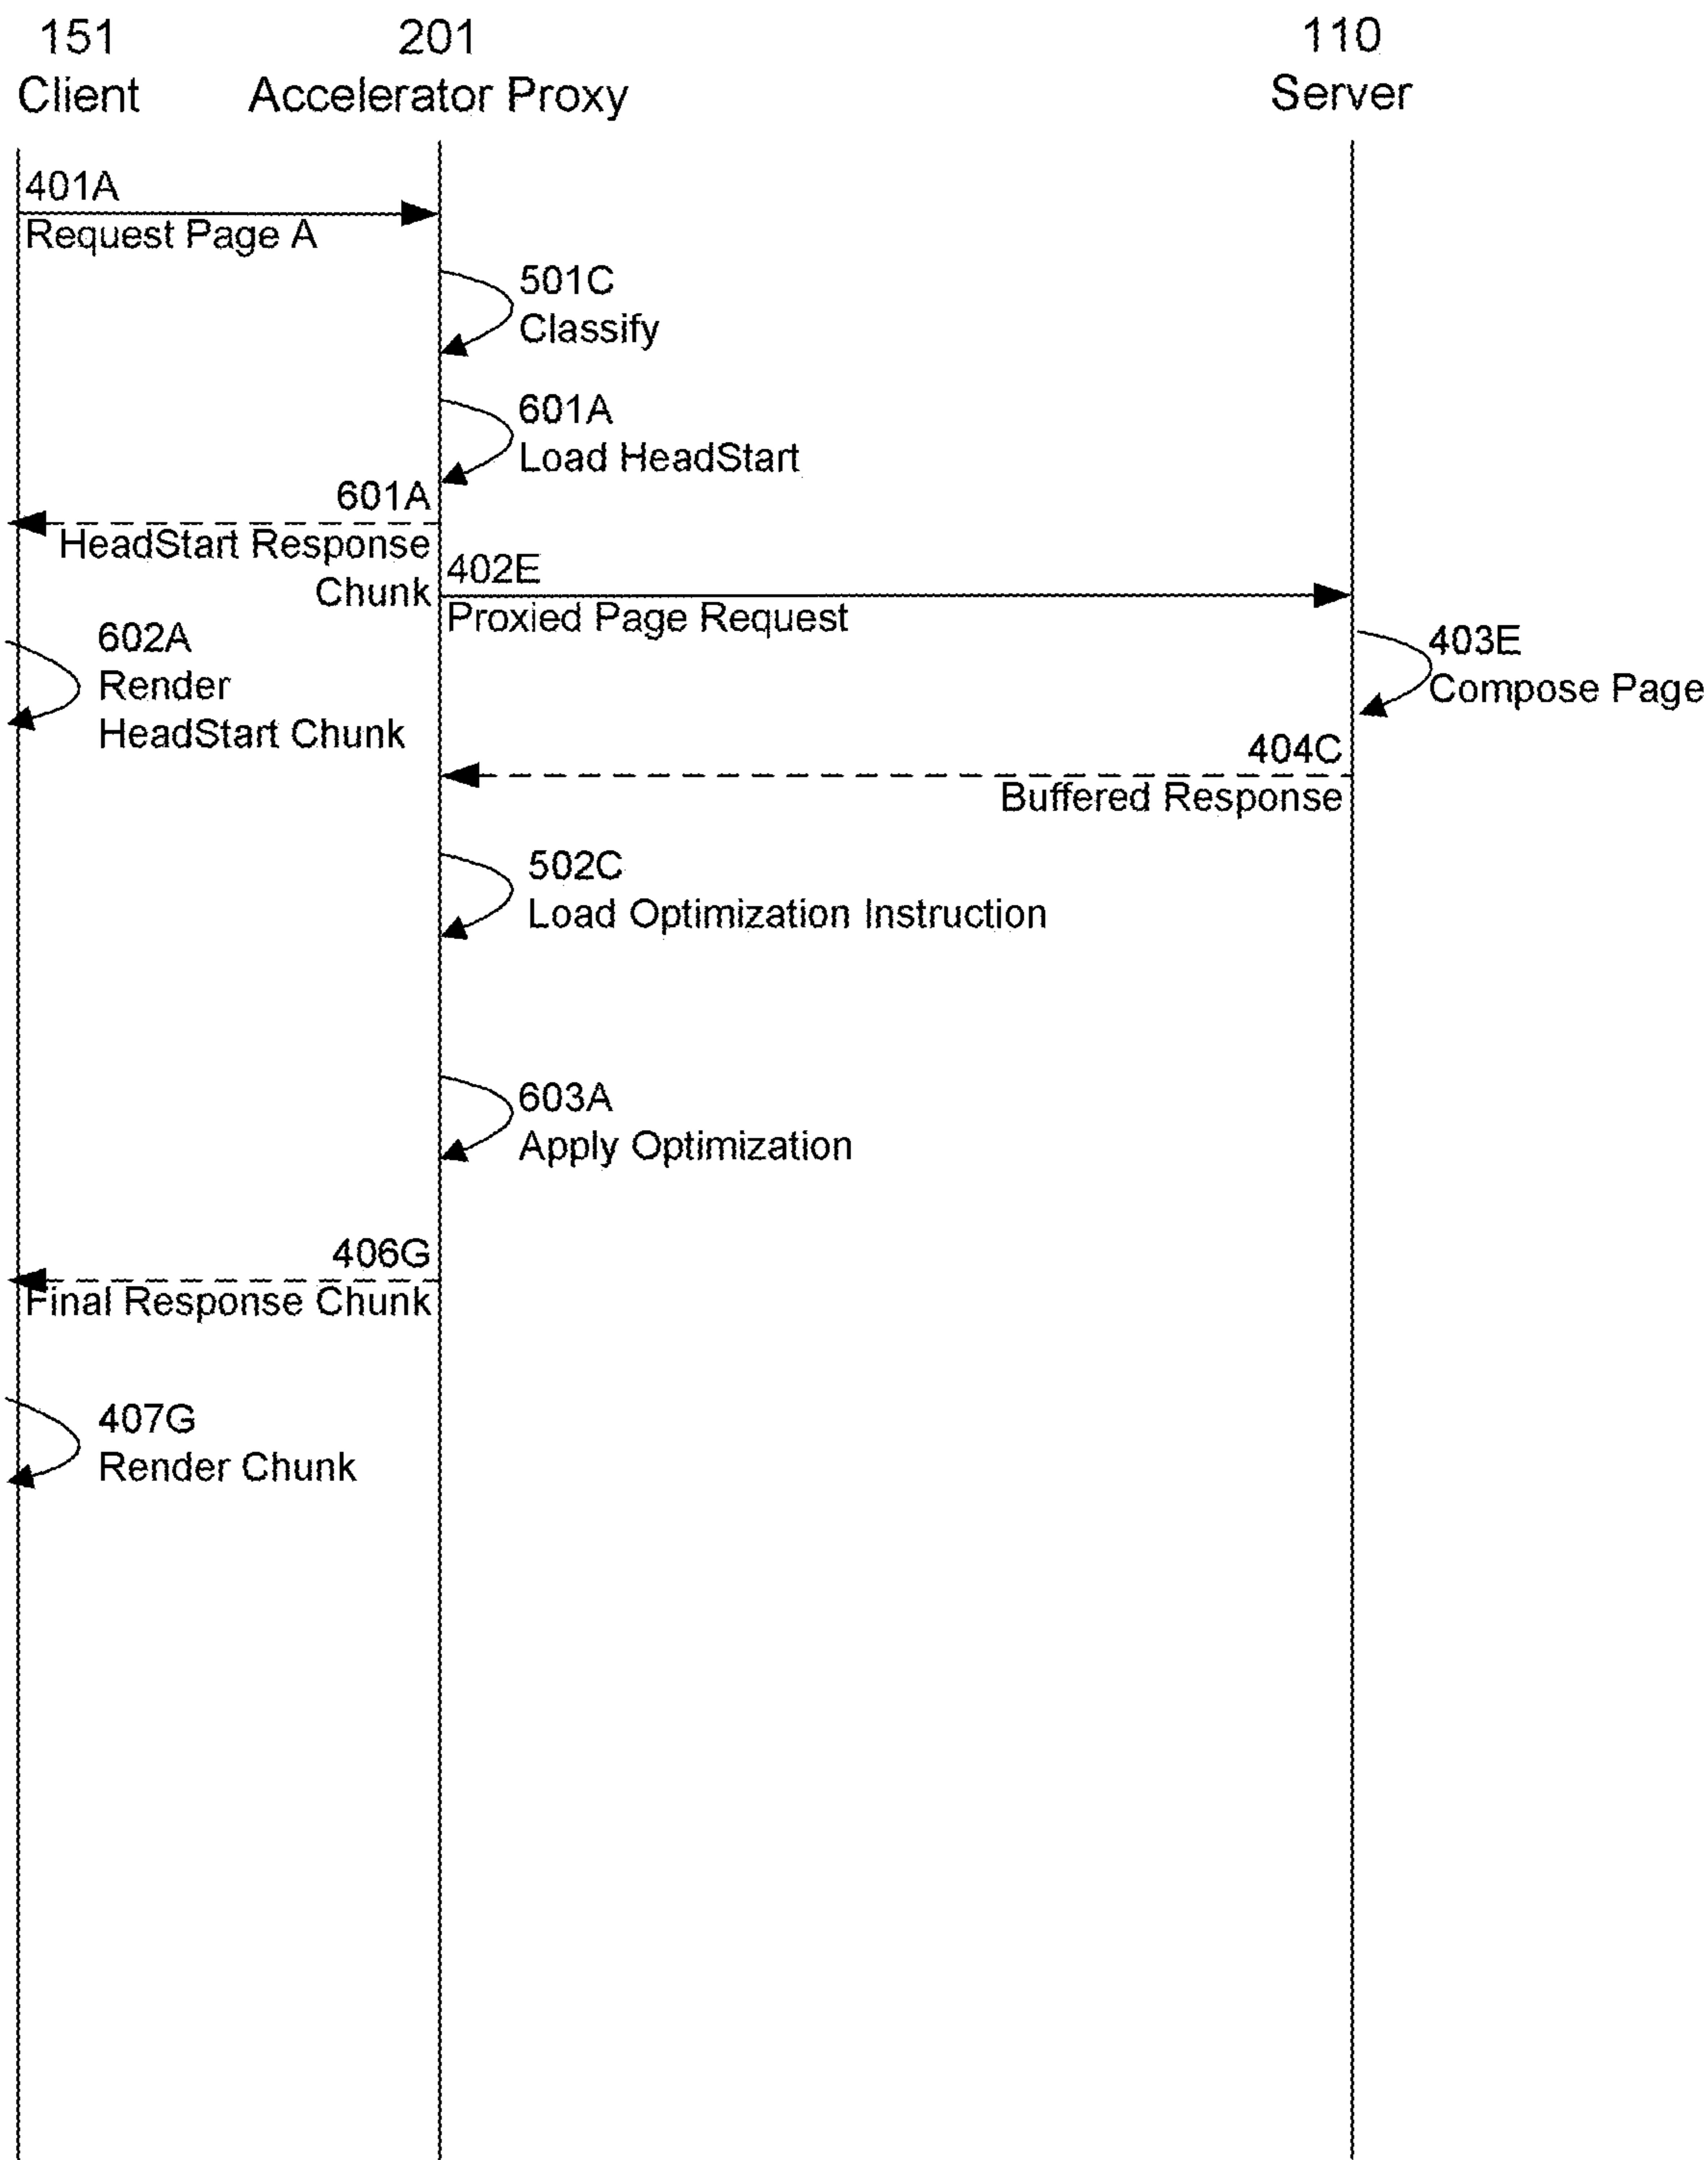 151
Client
201
Accelerator Proxy
110
Server
401A
Request Page A
501C
Classify
601A
Load HeadStart
601A
HeadStart Response
Chunk
402E
Proxied Page Request
602A
Render
HeadStart Chunk
403E
Compose Page
404C
Buffered Response
502C
Load Optimization Instruction
603A
Apply Optimization
406G
Final Response Chunk
407G
Render Chunk